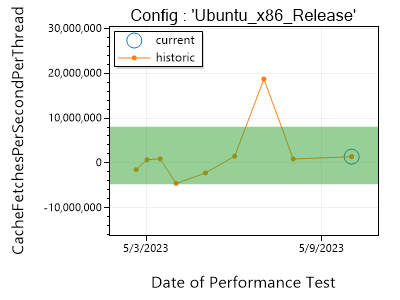 Config : 'Ubuntu_x86_Release'
CacheFetchesPerSecondPerThread
30,000,000
20,000,000
10,000,000
0
-10,000,000
current
historic
5/3/2023
5/9/2023
Date of Performance Test